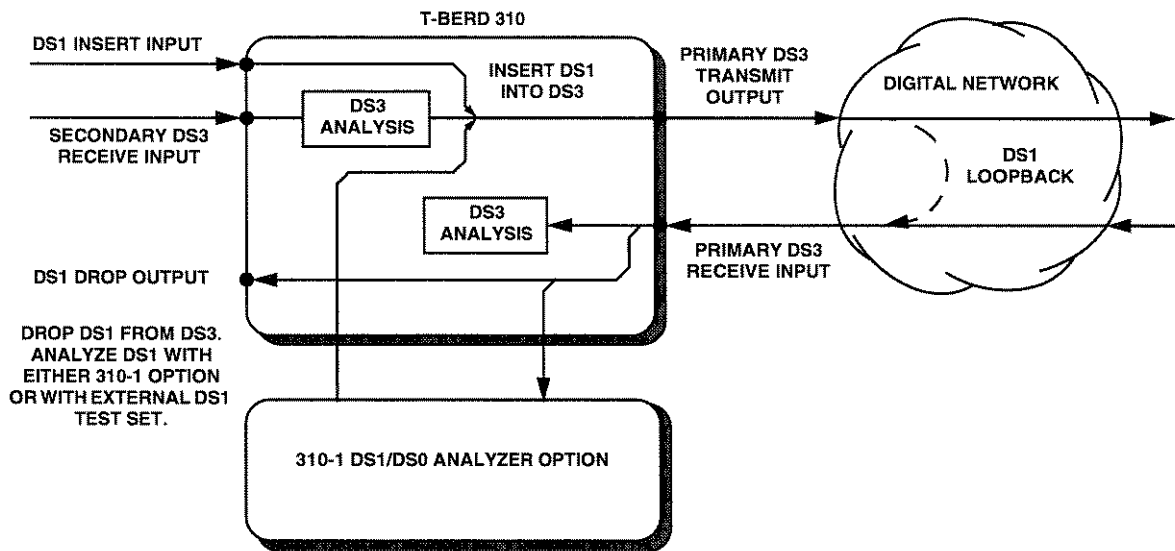 T-BERD 310
DS1 INSERT INPUT
SECONDARY DS3
RECEIVE INPUT
DS3
ANALYSIS
INSERT DS1
INTO DS3
PRIMARY DS3
TRANSMIT
OUTPUT
DIGITAL NETWORK
DS1
LOOPBACK
DS3
ANALYSIS
PRIMARY DS3
RECEIVE INPUT
DS1 DROP OUTPUT
DROP DS1 FROM DS3.
ANALYZE DS1 WITH
EITHER 310-1 OPTION
OR WITH EXTERNAL DS1
TEST SET.
310-1 DS1/DS0 ANALYZER OPTION